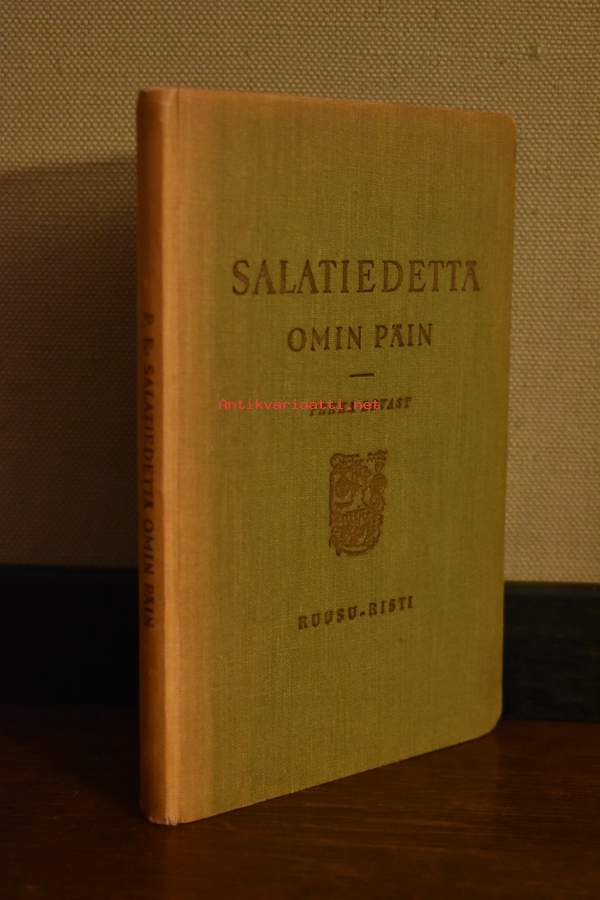 SALATIEDETTÄ
OMIN PÄIN
Antikvariaatti.net
RUUSU-RISTI
P. E. SALATIEDETTÄ OMIN PÄIN